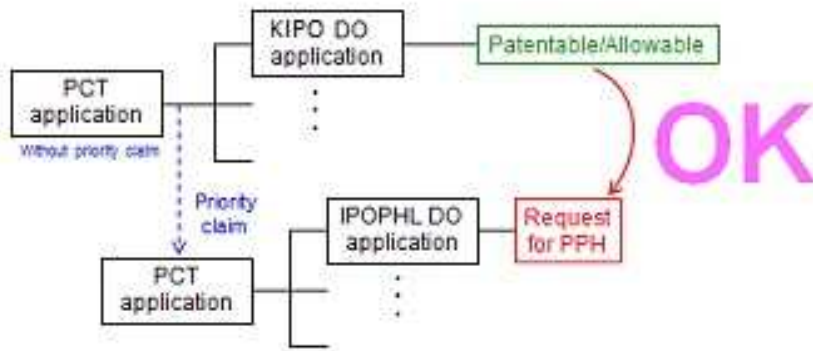 KIPO DO
application
Patentable/Allowable
PCT
application
Without priority claim
OK
Priority
claim
IPOPHL DO
application
Request
for PPH
PCT
application